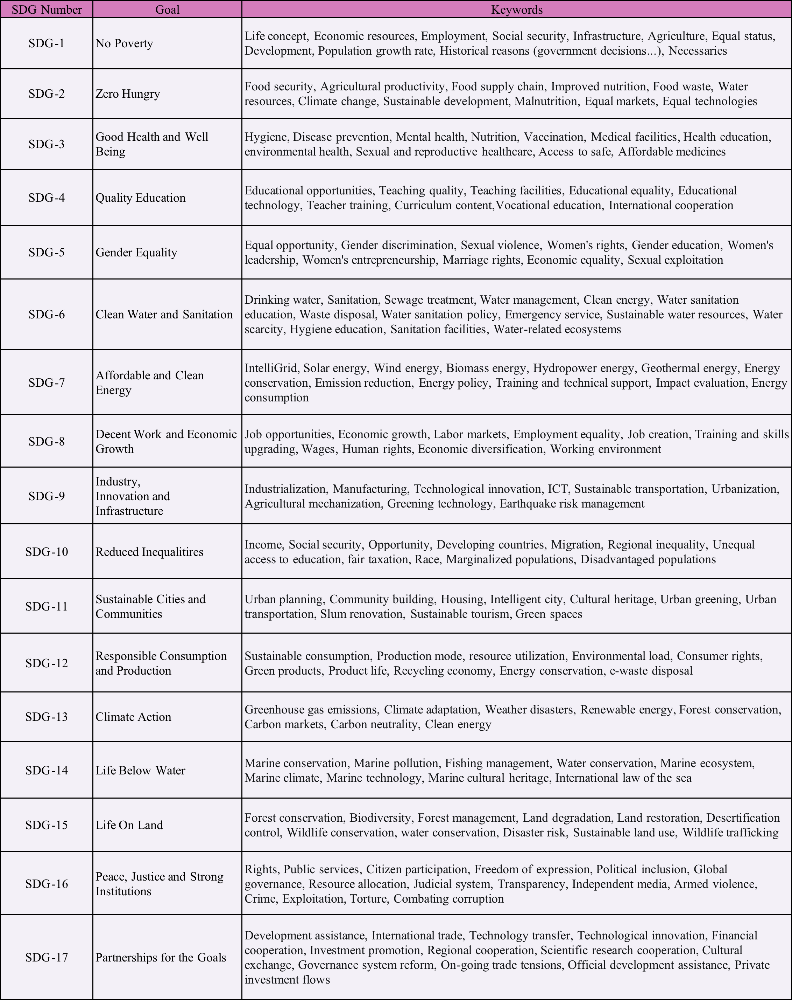 SDG Number Goal Keywords
SDG-1
No Poverty
Life concept, Economic resources, Employment, Social security, Infrastructure, Agriculture, Equal status,
Development, Population growth rate, Historical reasons (government decisions...), Necessaries
SDG-2
Zero Hungry
Food security, Agricultural productivity, Food supply chain, Improved nutrition, Food waste, Water
resources, Climate change, Sustainable development, Malnutrition, Equal markets, Equal technologies
SDG-3
Good Health and Well
Being
Hygiene, Disease prevention, Mental health, Nutrition, Vaccination, Medical facilities, Health education,
environmental health, Sexual and reproductive healthcare, Access to safe, Affordable medicines
SDG-4
Quality Education
Educational opportunities, Teaching quality, Teaching facilities, Educational equality, Educational
technology, Teacher training, Curriculum content,Vocational education, International cooperation
SDG-5
Gender Equality
Equal opportunity, Gender discrimination, Sexual violence, Women's rights, Gender education, Women's
leadership, Women's entrepreneurship, Marriage rights, Economic equality, Sexual exploitation
SDG-6
Clean Water and Sanitation
Drinking water, Sanitation, Sewage treatment, Water management, Clean energy, Water sanitation
education, Waste disposal, Water sanitation policy, Emergency service, Sustainable water resources, Water
scarcity, Hygiene education, Sanitation facilities, Water-related ecosystems
SDG-7
Affordable and Clean
Energy
IntelliGrid, Solar energy, Wind energy, Biomass energy, Hydropower energy, Geothermal energy, Energy
conservation, Emission reduction, Energy policy, Training and technical support, Impact evaluation, Energy
consumption
SDG-8
Decent Work and Economic
Growth
Job opportunities, Economic growth, Labor markets, Employment equality, Job creation, Training and skills
upgrading, Wages, Human rights, Economic diversification, Working environment
SDG-9
Industry,
Innovation and
Infrastructure
Industrialization, Manufacturing, Technological innovation, ICT, Sustainable transportation, Urbanization,
Agricultural mechanization, Greening technology, Earthquake risk management
SDG-10
Reduced Inequalitires
Income, Social security, Opportunity, Developing countries, Migration, Regional inequality, Unequal
access to education, fair taxation, Race, Marginalized populations, Disadvantaged populations
SDG-11
Sustainable Cities and
Communities
Urban planning, Community building, Housing, Intelligent city, Cultural heritage, Urban greening, Urban
transportation, Slum renovation, Sustainable tourism, Green spaces
SDG-12
Responsible Consumption
and Production
Sustainable consumption, Production mode, resource utilization, Environmental load, Consumer rights,
Green products, Product life, Recycling economy, Energy conservation, e-waste disposal
SDG-13
Climate Action
Greenhouse gas emissions, Climate adaptation, Weather disasters, Renewable energy, Forest conservation,
Carbon markets, Carbon neutrality, Clean energy
SDG-14
Life Below Water
Marine conservation, Marine pollution, Fishing management, Water conservation, Marine ecosystem,
Marine climate, Marine technology, Marine cultural heritage, International law of the sea
SDG-15
Life On Land
Forest conservation, Biodiversity, Forest management, Land degradation, Land restoration, Desertification
control, Wildlife conservation, water conservation, Disaster risk, Sustainable land use, Wildlife trafficking
SDG-16
Peace, Justice and Strong
Institutions
Rights, Public services, Citizen participation, Freedom of expression, Political inclusion, Global
governance, Resource allocation, Judicial system, Transparency, Independent media, Armed violence,
Crime, Exploitation, Torture, Combating corruption
SDG-17
Partnerships for the Goals
Development assistance, International trade, Technology transfer, Technological innovation, Financial
cooperation, Investment promotion, Regional cooperation, Scientific research cooperation, Cultural
exchange, Governance system reform, On-going trade tensions, Official development assistance, Private
investment flows